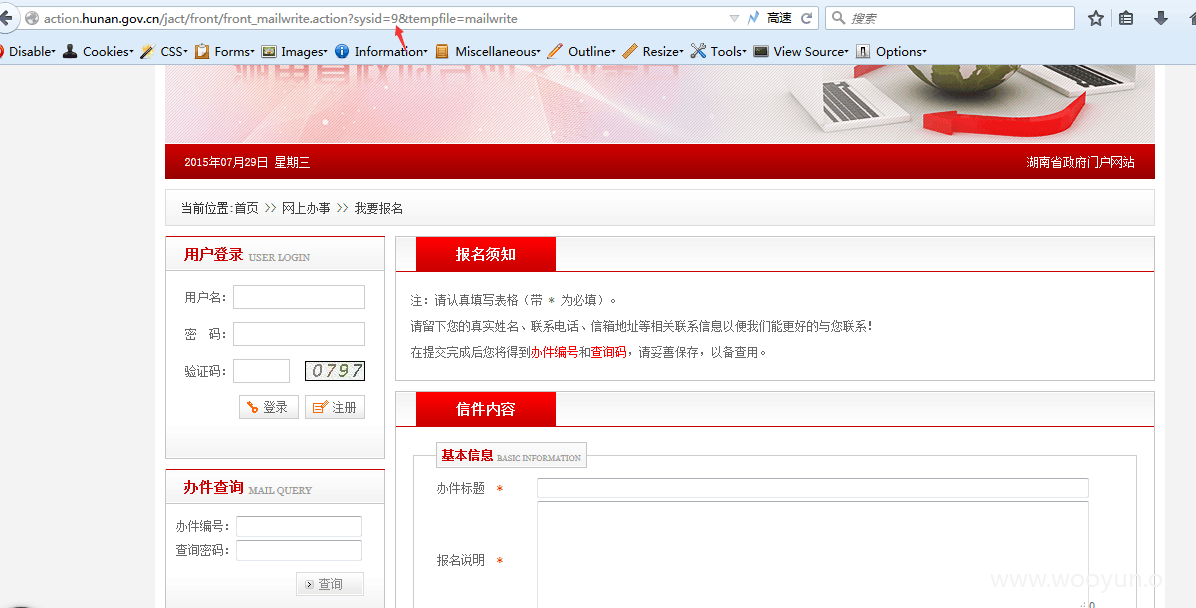 action.hunan.gov.cn/jact/front/front_mailwrite.action?sysid=9&tempfile=mailwrite
高速
搜索
Disable
Cookies
CSS
Forms
Images
Information
Miscellaneous
Outline
Resize
Tools
View Source
Options
2015年07月29日 星期三
湖南省政府门户网站
当前位置:首页 >> 网上办事 >> 我要报名
用户登录 USER LOGIN
用户名:
密 码:
验证码:
0797
登录
注册
办件查询 MAIL QUERY
办件编号:
查询密码:
查询
报名须知
注：请认真填写表格（带 * 为必填）。
请留下您的真实姓名、联系电话、信箱地址等相关联系信息以便我们能更好的与您联系!
在提交完成后您将得到办件编号和查询码，请妥善保存，以备查用。
信件内容
基本信息 BASIC INFORMATION
办件标题 *
报名说明 *
www.wooyun.o